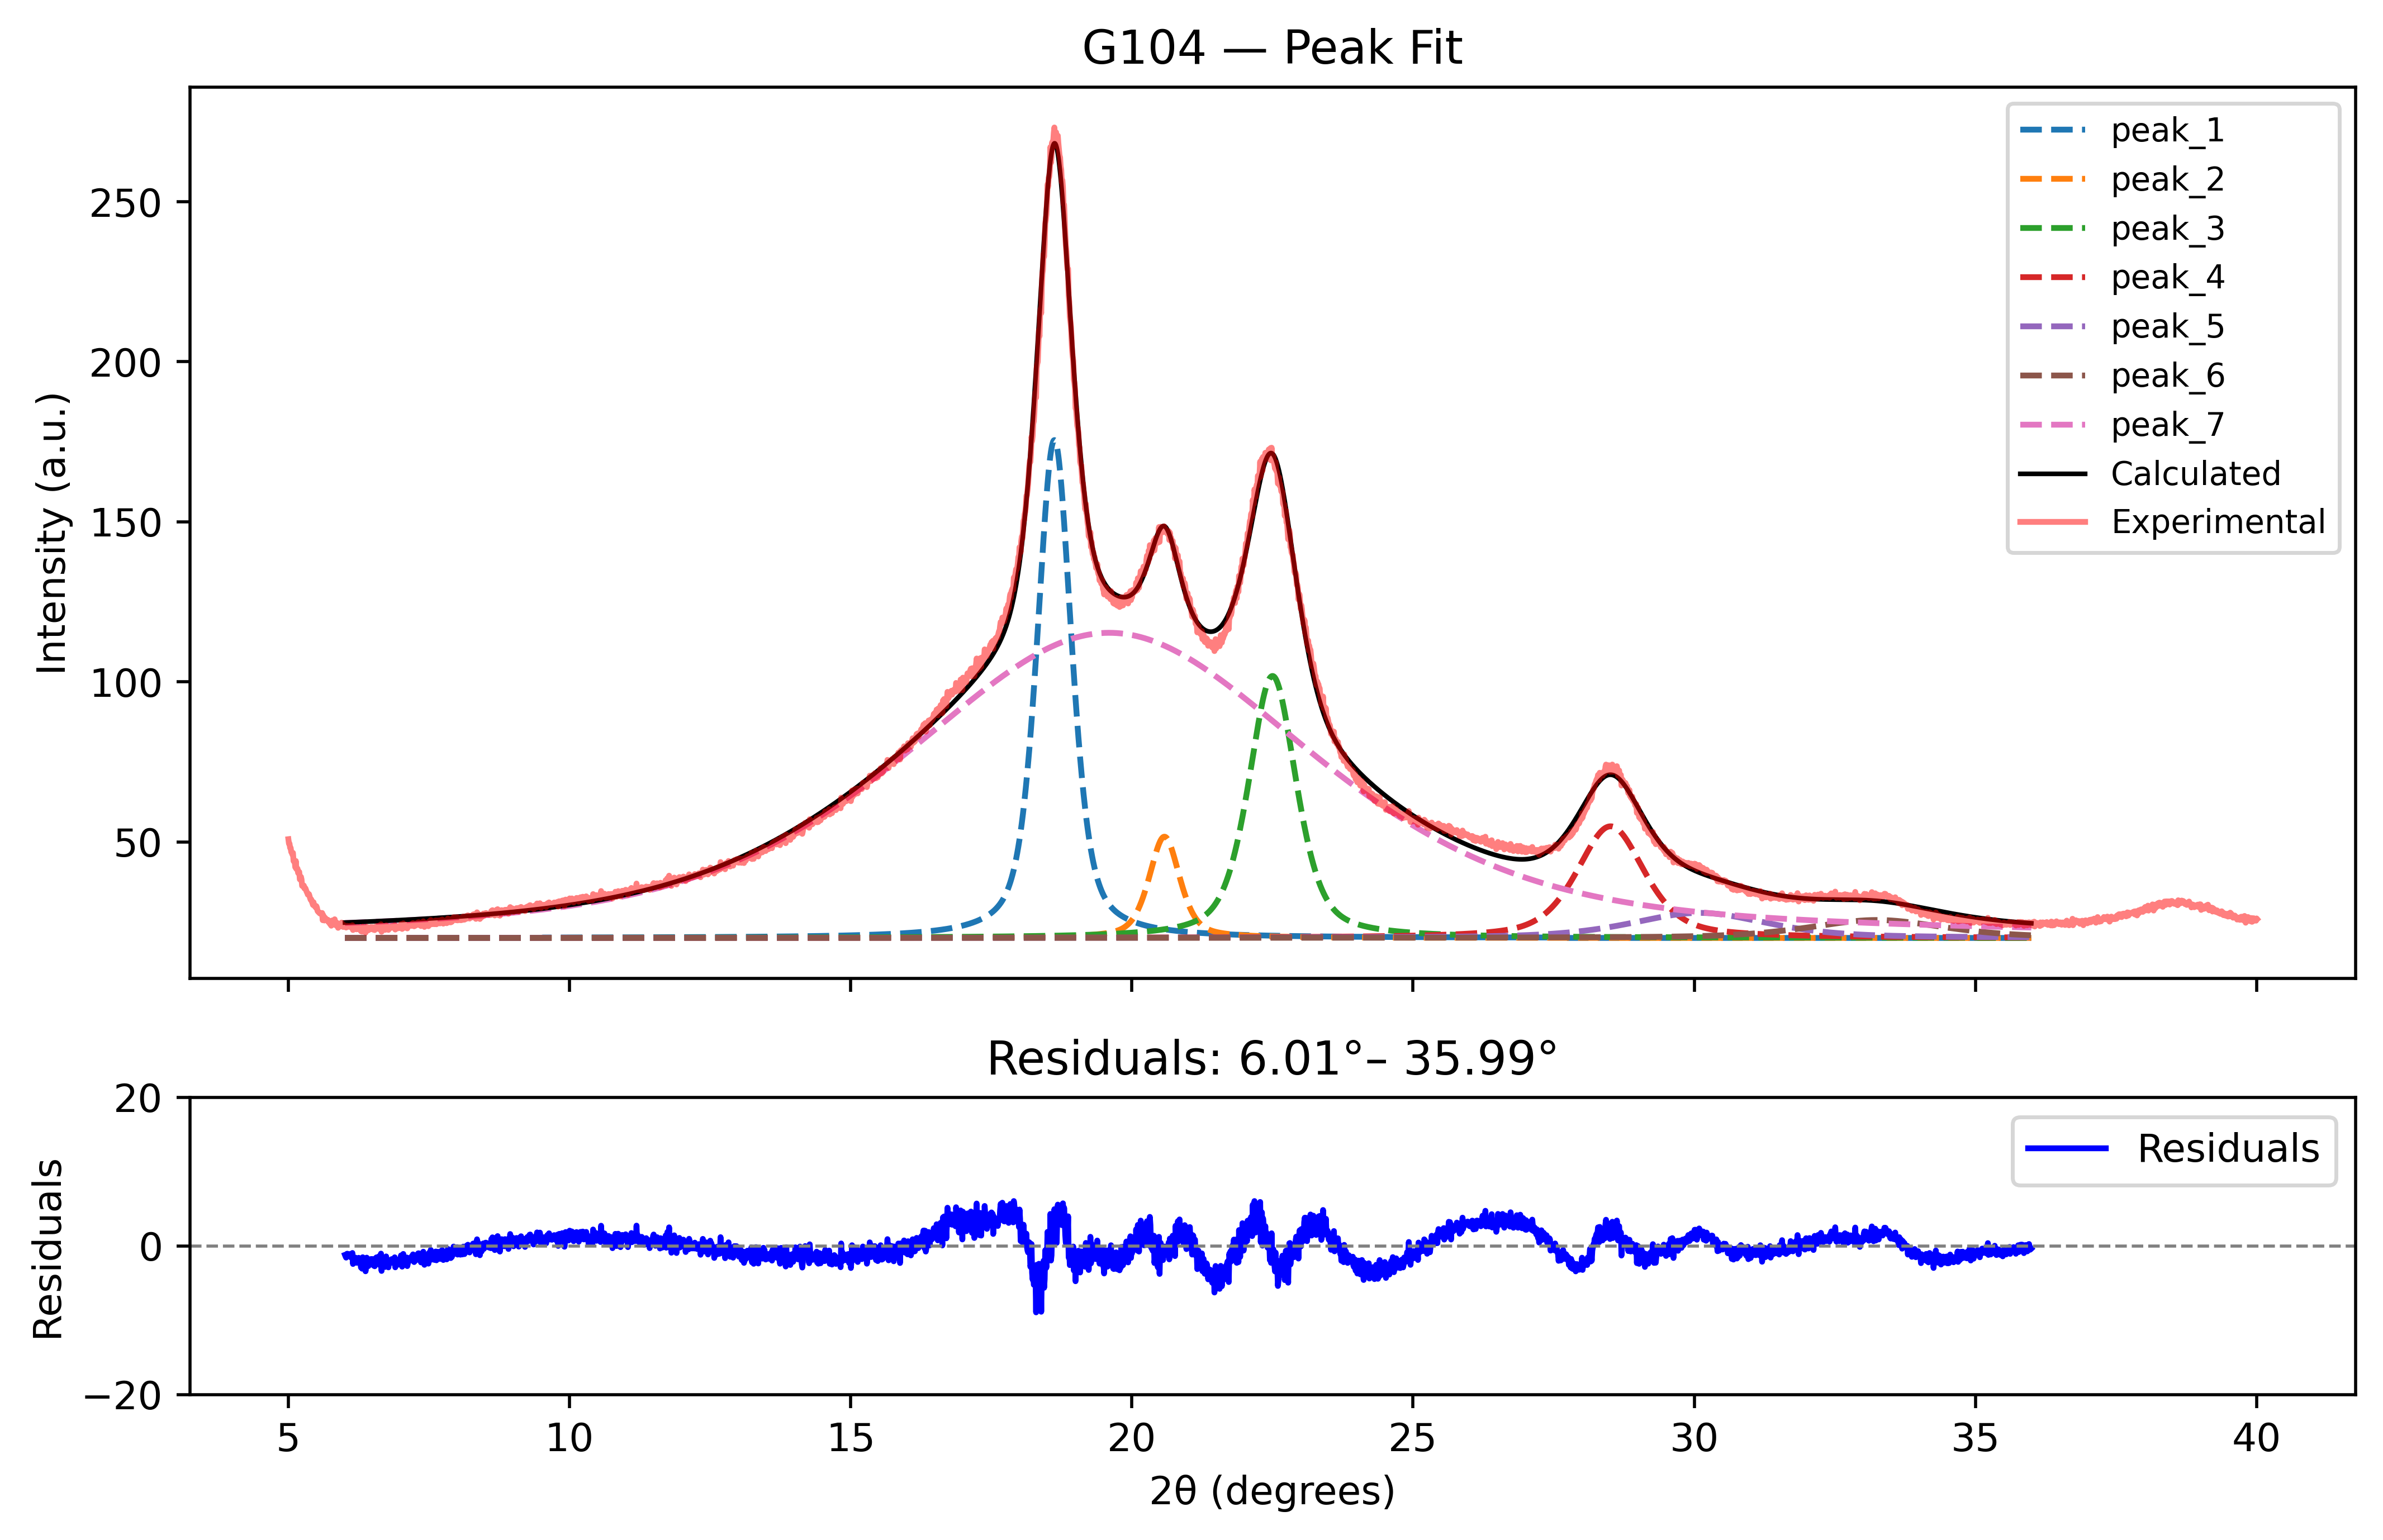 G104 — Peak Fit
Intensity (a.u.)
250
200
150
100
50
peak_1
peak_2
peak_3
peak_4
peak_5
peak_6
peak_7
Calculated
Experimental
Residuals: 6.01°– 35.99°
Residuals
20
0
−20
Residuals
5 10 15 20 25 30 35 40
2θ (degrees)